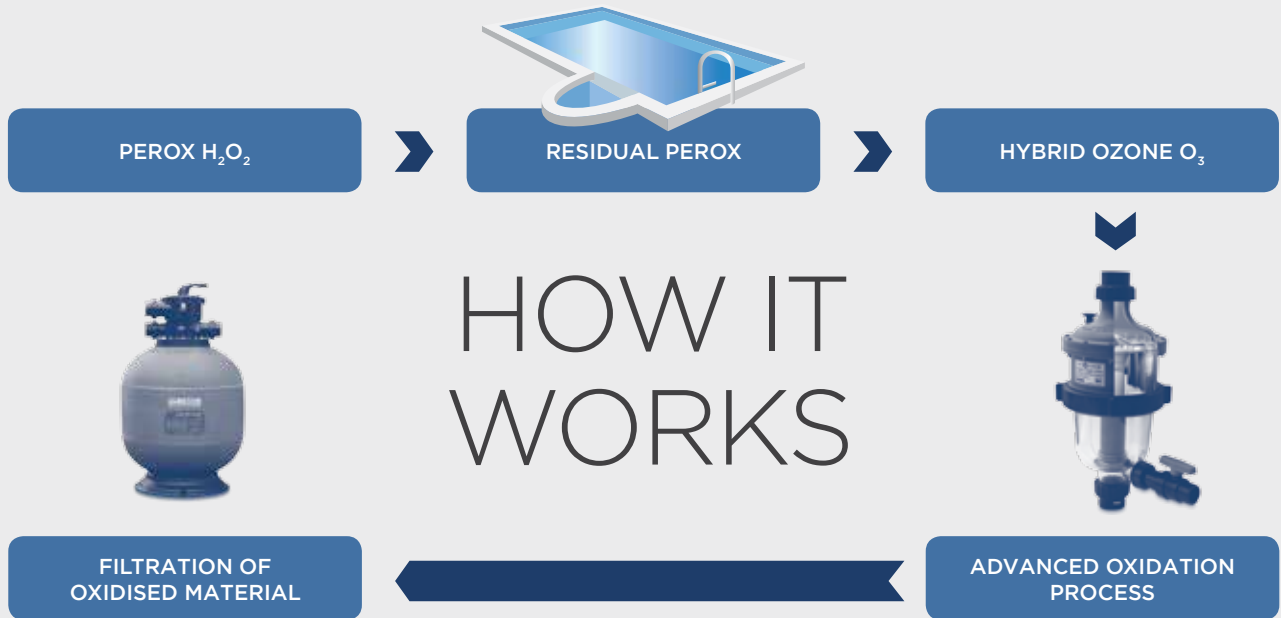 PEROX H₂O₂
RESIDUAL PEROX
HYBRID OZONE O₃
HOW IT
WORKS
FILTRATION OF
OXIDISED MATERIAL
ADVANCED OXIDATION
PROCESS